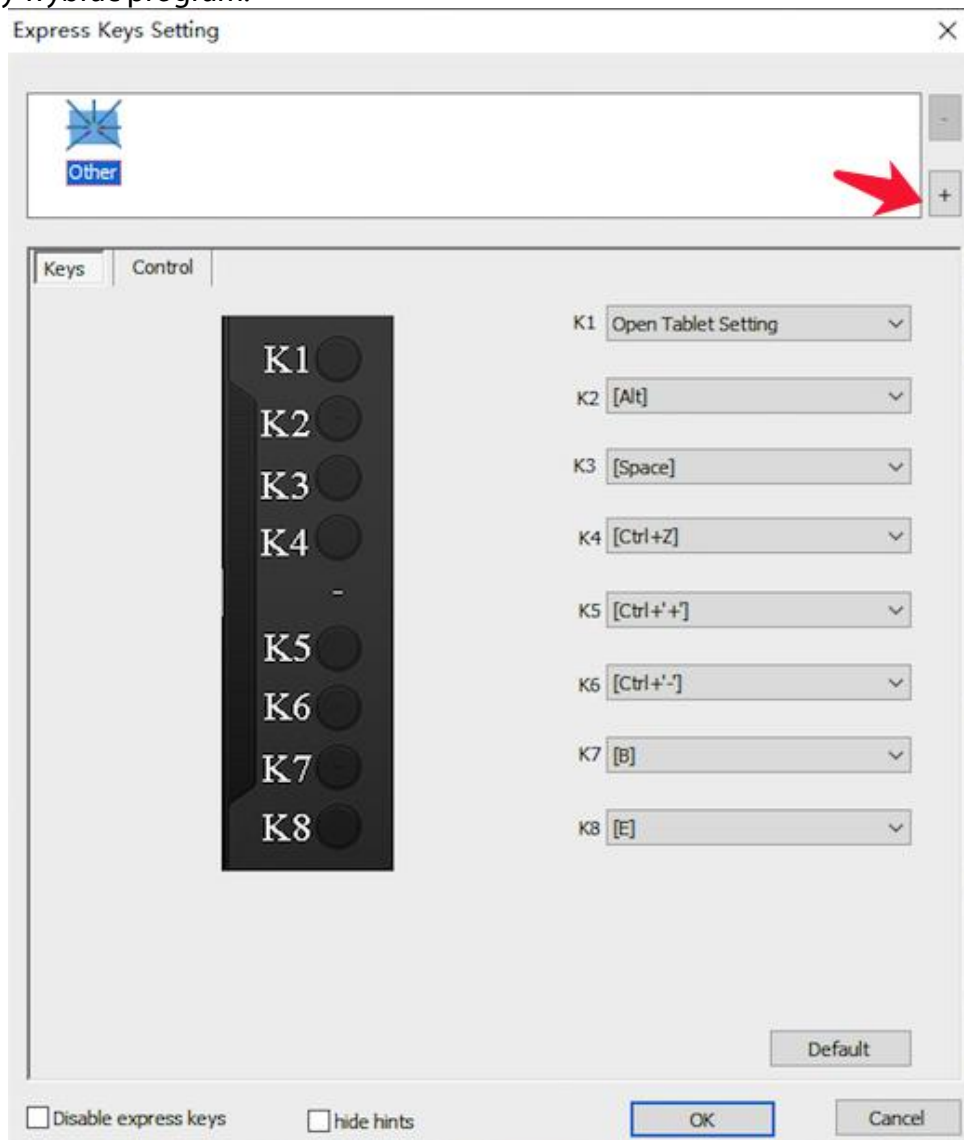 wybrać program.
Express Keys Setting
Other
-
+
Keys Control
K1 Open Tablet Setting
K2 [Alt]
K3 [Space]
K4 [Ctrl+Z]
K5 [Ctrl+'+']
K6 [Ctrl+'-']
K7 [B]
K8 [E]
K1
K2
K3
K4
-
K5
K6
K7
K8
Default
Disable express keys hide hints OK Cancel